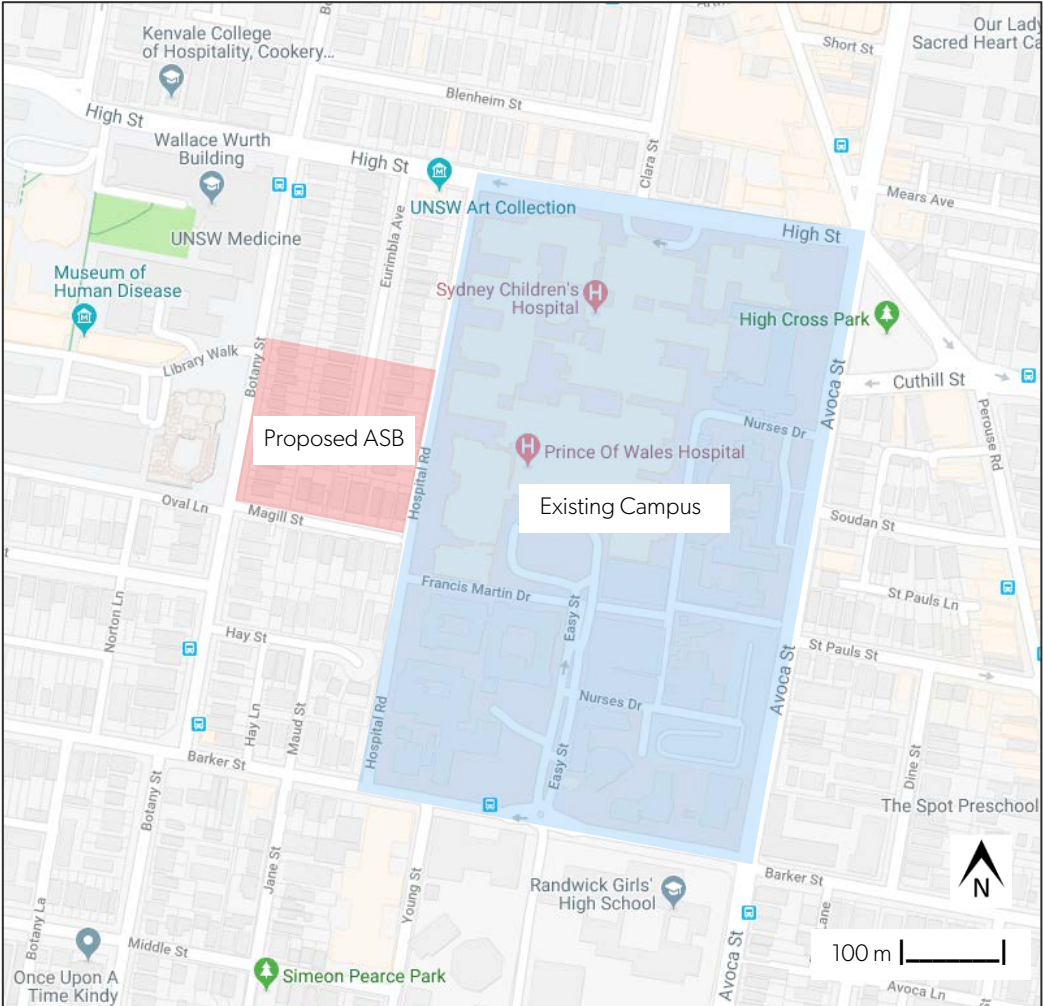 Kenvale College
of Hospitality, Cookery...
Our Lady
Sacred Heart Ca
Short St
Blenheim St
High St
Wallace Wurth
Building
High St
Clara St
Mears Ave
UNSW Art Collection
UNSW Medicine
High St
Eurimbla Ave
Museum of
Human Disease
Sydney Children's
Hospital
High Cross Park
Library Walk
Botany St
Avoca St
Cuthill St
Perouse Rd
Proposed ASB
Nurses Dr
Prince Of Wales Hospital
Hospital Rd
Existing Campus
Oval Ln
Magill St
Soudan St
Francis Martin Dr
Easy St
St Pauls Ln
Norton Ln
Hay St
St Pauls St
Avoca St
Nurses Dr
Hospital Rd
Hay Ln
Maud St
Barker St
Easy St
Dine St
Botany St
The Spot Preschool
Jane St
Young St
Randwick Girls'
High School
Barker St
N
Lane
Botany La
Middle St
Avoca St
100 m
Once Upon A
Time Kindy
Simeon Pearce Park
Avoca Ln